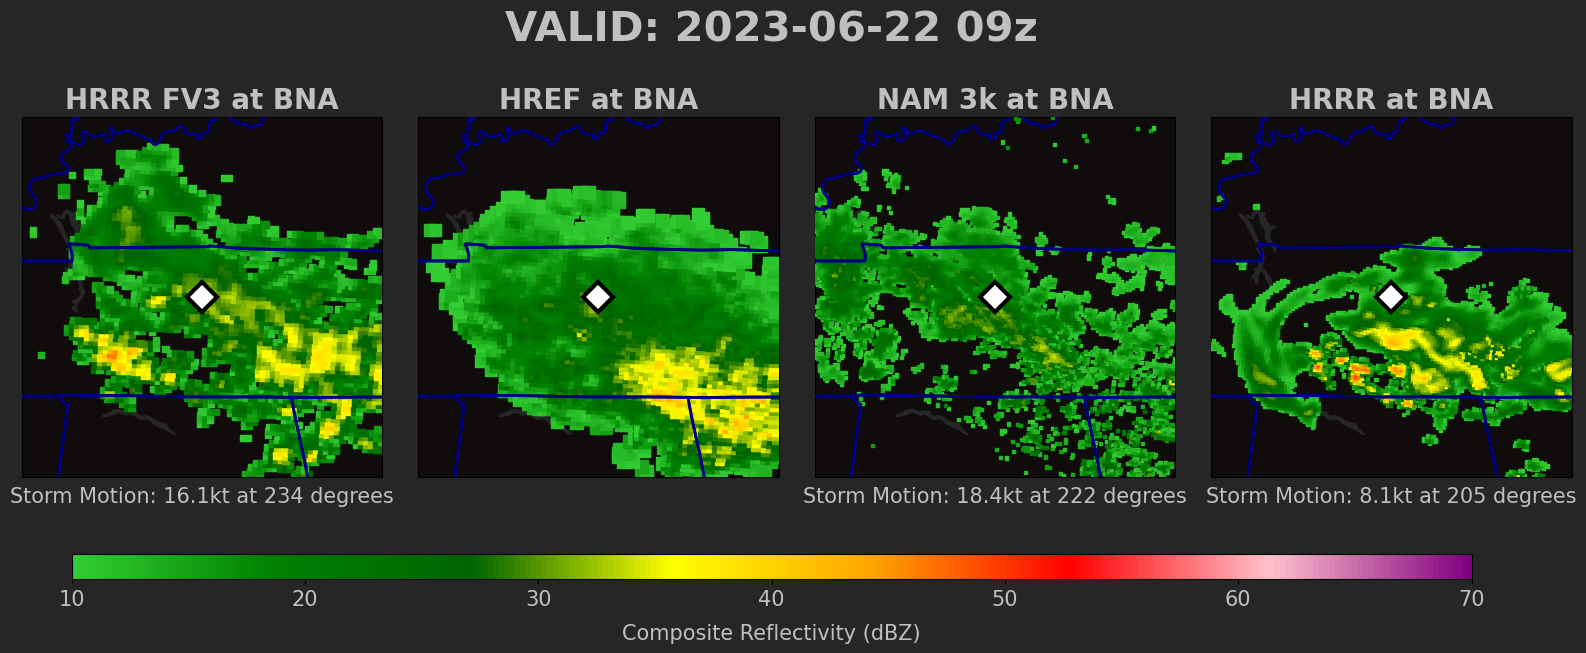 VALID: 2023-06-22 09z
HRRR FV3 at BNA
HREF at BNA
NAM 3k at BNA
HRRR at BNA
Storm Motion: 16.1kt at 234 degrees
Storm Motion: 18.4kt at 222 degrees
Storm Motion: 8.1kt at 205 degrees
10 20 30 40 50 60 70
Composite Reflectivity (dBZ)